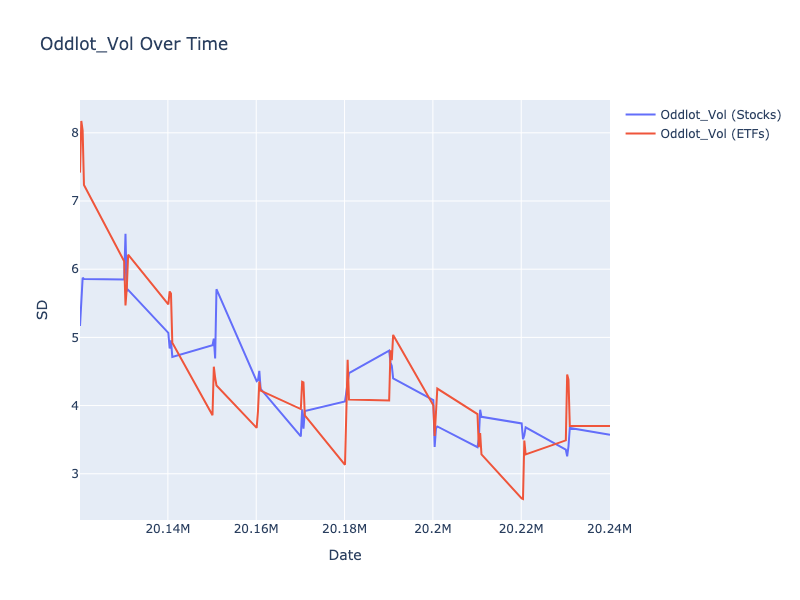 Oddlot_Vol Over Time
Oddlot_Vol (Stocks)
Oddlot_Vol (ETFs)
8
7
6
5
4
3
SD
20.14M 20.16M 20.18M 20.2M 20.22M 20.24M
Date